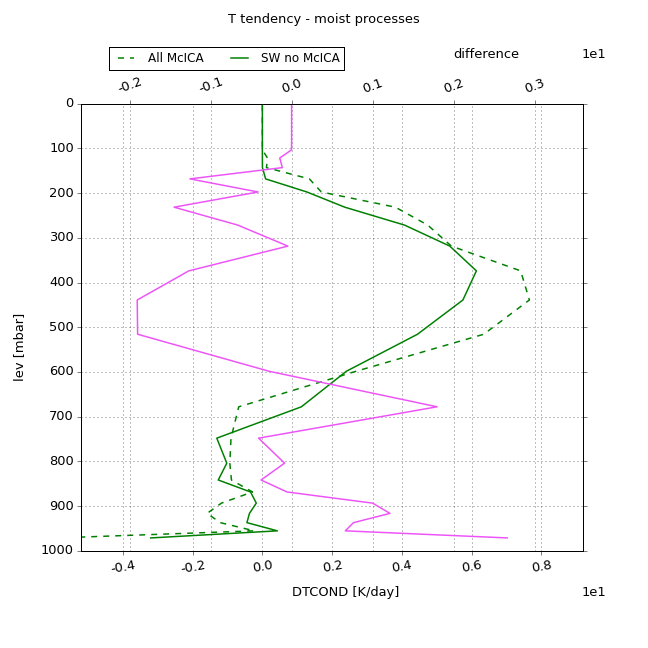 T tendency - moist processes
All McICA SW no McICA
difference 1e1
-0.2 -0.1 0.0 0.1 0.2 0.3
0
100
200
300
400
500
600
700
800
900
1000
lev [mbar]
-0.4 -0.2 0.0 0.2 0.4 0.6 0.8
DTCOND [K/day] 1e1